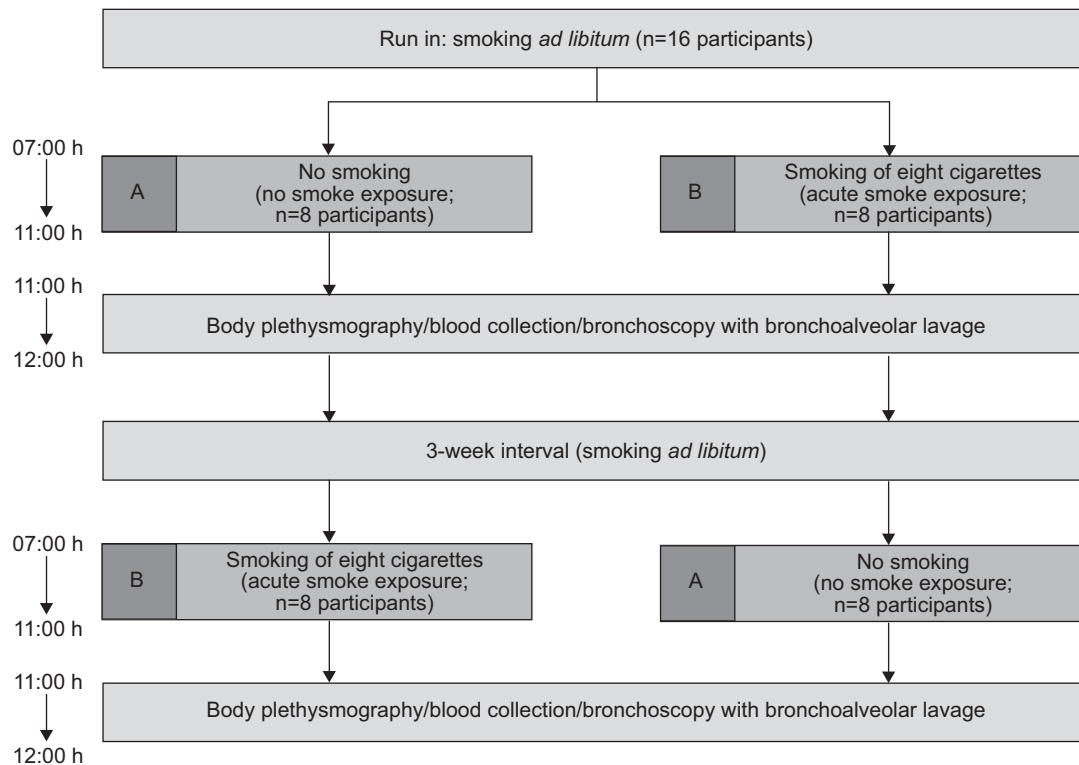 Run in: smoking ad libitum (n=16 participants)
07:00 h
11:00 h
A
No smoking
(no smoke exposure;
n=8 participants)
B
Smoking of eight cigarettes
(acute smoke exposure;
n=8 participants)
11:00 h
12:00 h
Body plethysmography/blood collection/bronchoscopy with bronchoalveolar lavage
3-week interval (smoking ad libitum)
07:00 h
11:00 h
B
Smoking of eight cigarettes
(acute smoke exposure;
n=8 participants)
A
No smoking
(no smoke exposure;
n=8 participants)
11:00 h
12:00 h
Body plethysmography/blood collection/bronchoscopy with bronchoalveolar lavage